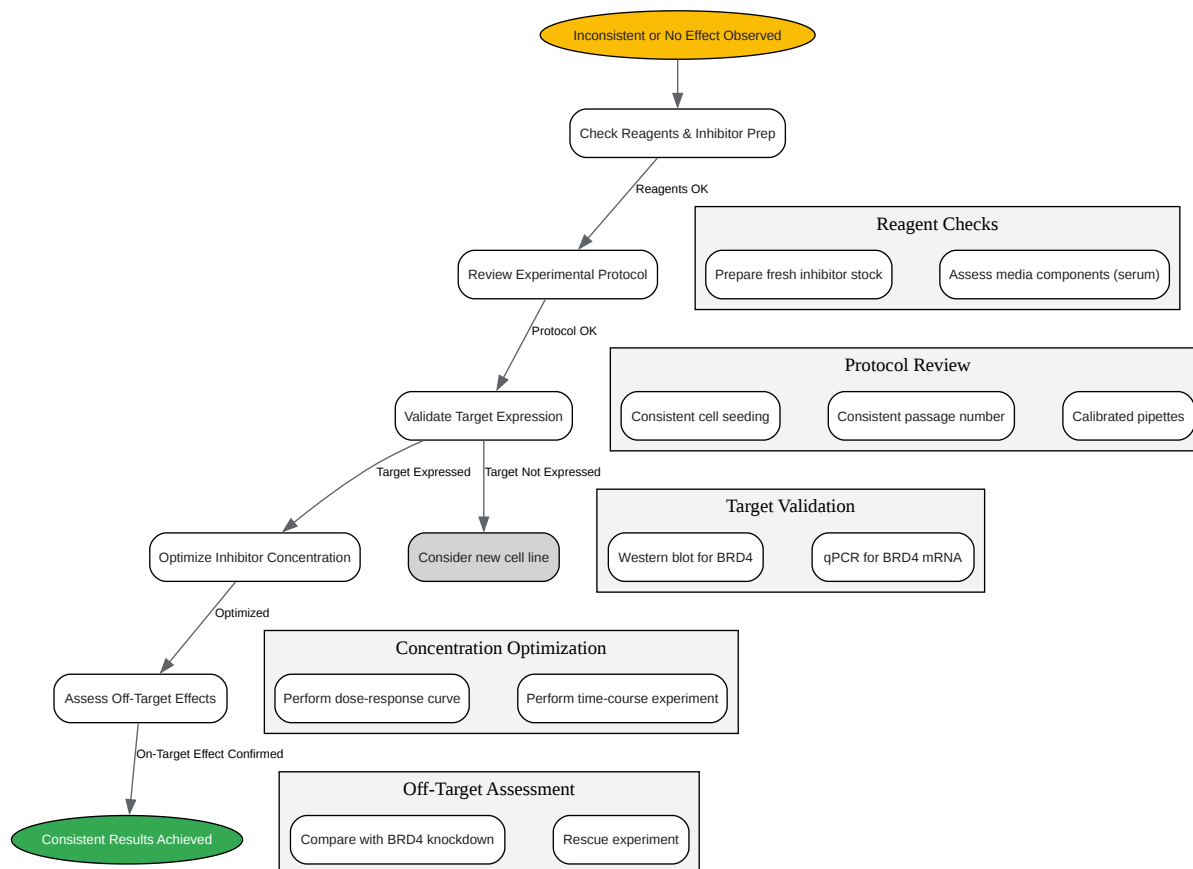 Inconsistent or No Effect Observed
Check Reagents & Inhibitor Prep
Reagents OK
Reagent Checks
Review Experimental Protocol
Prepare fresh inhibitor stock
Assess media components (serum)
Protocol OK
Protocol Review
Validate Target Expression
Consistent cell seeding
Consistent passage number
Calibrated pipettes
Target Expressed
Target Not Expressed
Target Validation
Optimize Inhibitor Concentration
Consider new cell line
Western blot for BRD4
qPCR for BRD4 mRNA
Optimized
Concentration Optimization
Assess Off-Target Effects
Perform dose-response curve
Perform time-course experiment
On-Target Effect Confirmed
Off-Target Assessment
Consistent Results Achieved
Compare with BRD4 knockdown
Rescue experiment